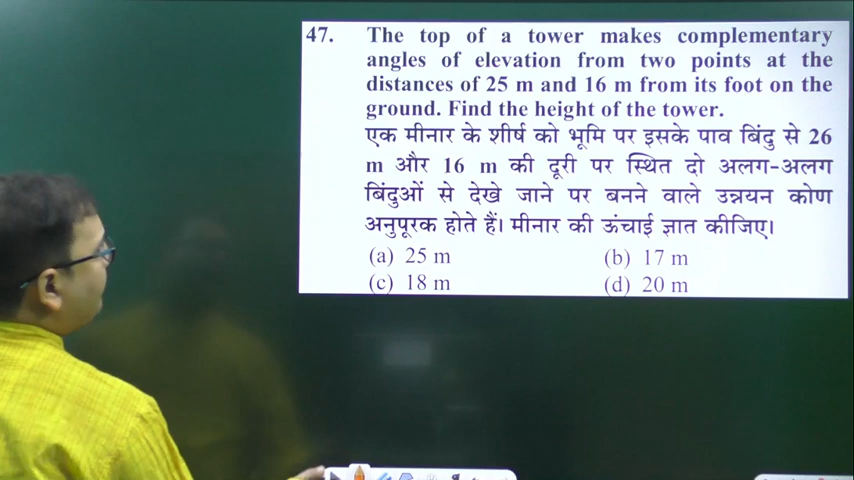 47. The top of a tower makes complementary
angles of elevation from two points at the
distances of 25 m and 16 m from its foot on the
ground. Find the height of the tower.
एक मीनार के शीर्ष को भूमि पर इसके पाव बिंदु से 26
m और 16 m की दूरी पर स्थित दो अलग-अलग
बिंदुओं से देखे जाने पर बनने वाले उन्नयन कोण
अनुपूरक होते हैं। मीनार की ऊंचाई ज्ञात कीजिए।
(a) 25 m (b) 17 m
(c) 18 m (d) 20 m